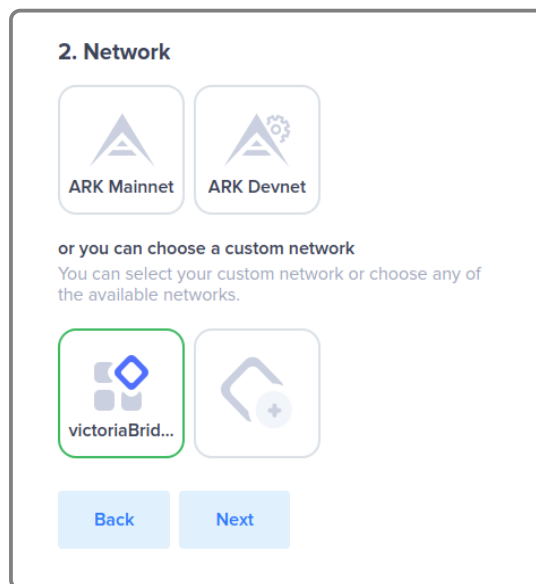 2. Network
ARK Mainnet
ARK Devnet
or you can choose a custom network
You can select your custom network or choose any of
the available networks.
victoriaBrid...
Back
Next